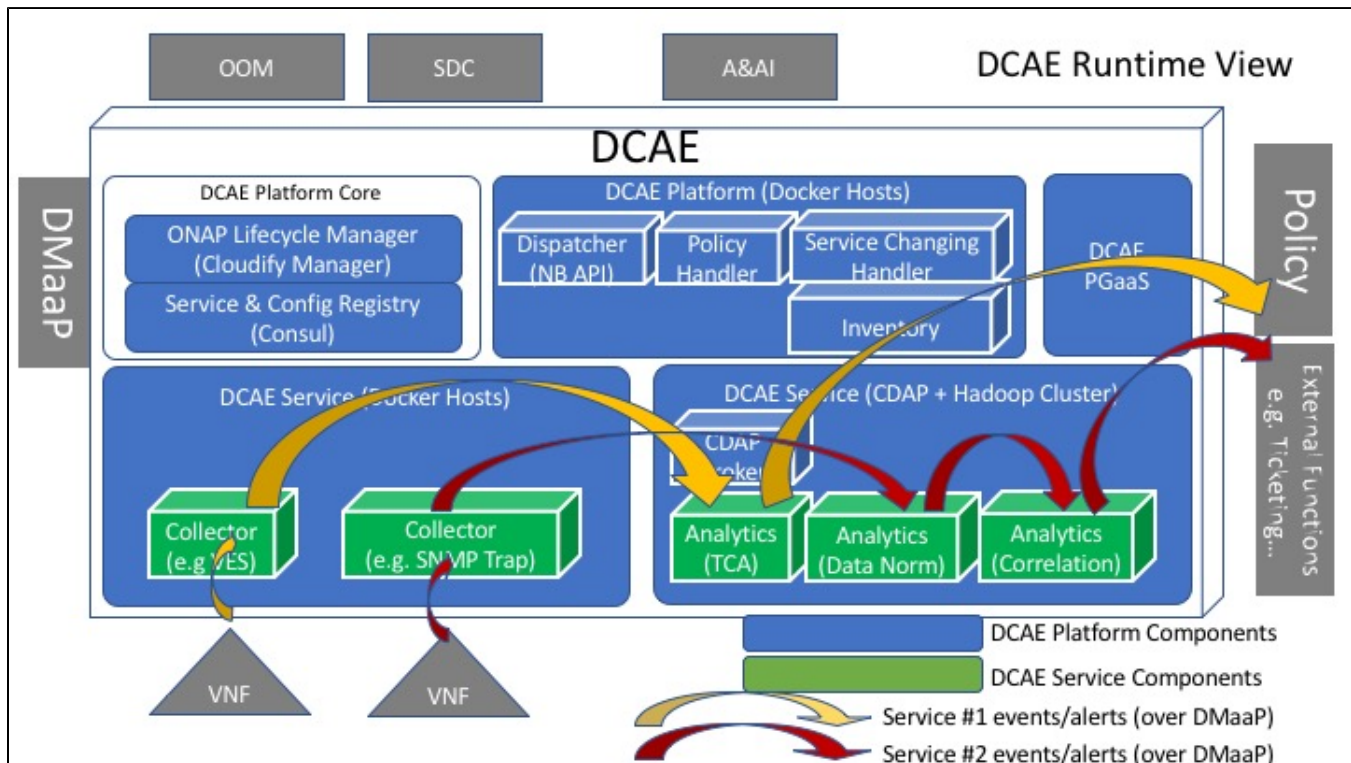 OOM
SDC
A&AI
DCAE Runtime View
DCAE
DMaaP
DCAE Platform Core
ONAP Lifecycle Manager
(Cloudify Manager)
Service & Config Registry
(Consul)
DCAE Platform (Docker Hosts)
Dispatcher
(NB API)
Policy
Handler
Service Changing
Handler
Inventory
DCAE
PGaaS
Policy
External Functions
e.g. Ticketing...
DCAE Service (Docker Hosts)
Collector
(e.g VES)
Collector
(e.g. SNMP Trap)
DCAE Service (CDAP + Hadoop Cluster)
CDAP
Broker
Analytics
(TCA)
Analytics
(Data Norm)
Analytics
(Correlation)
VNF
VNF
DCAE Platform Components
DCAE Service Components
Service #1 events/alerts (over DMaaP)
Service #2 events/alerts (over DMaaP)